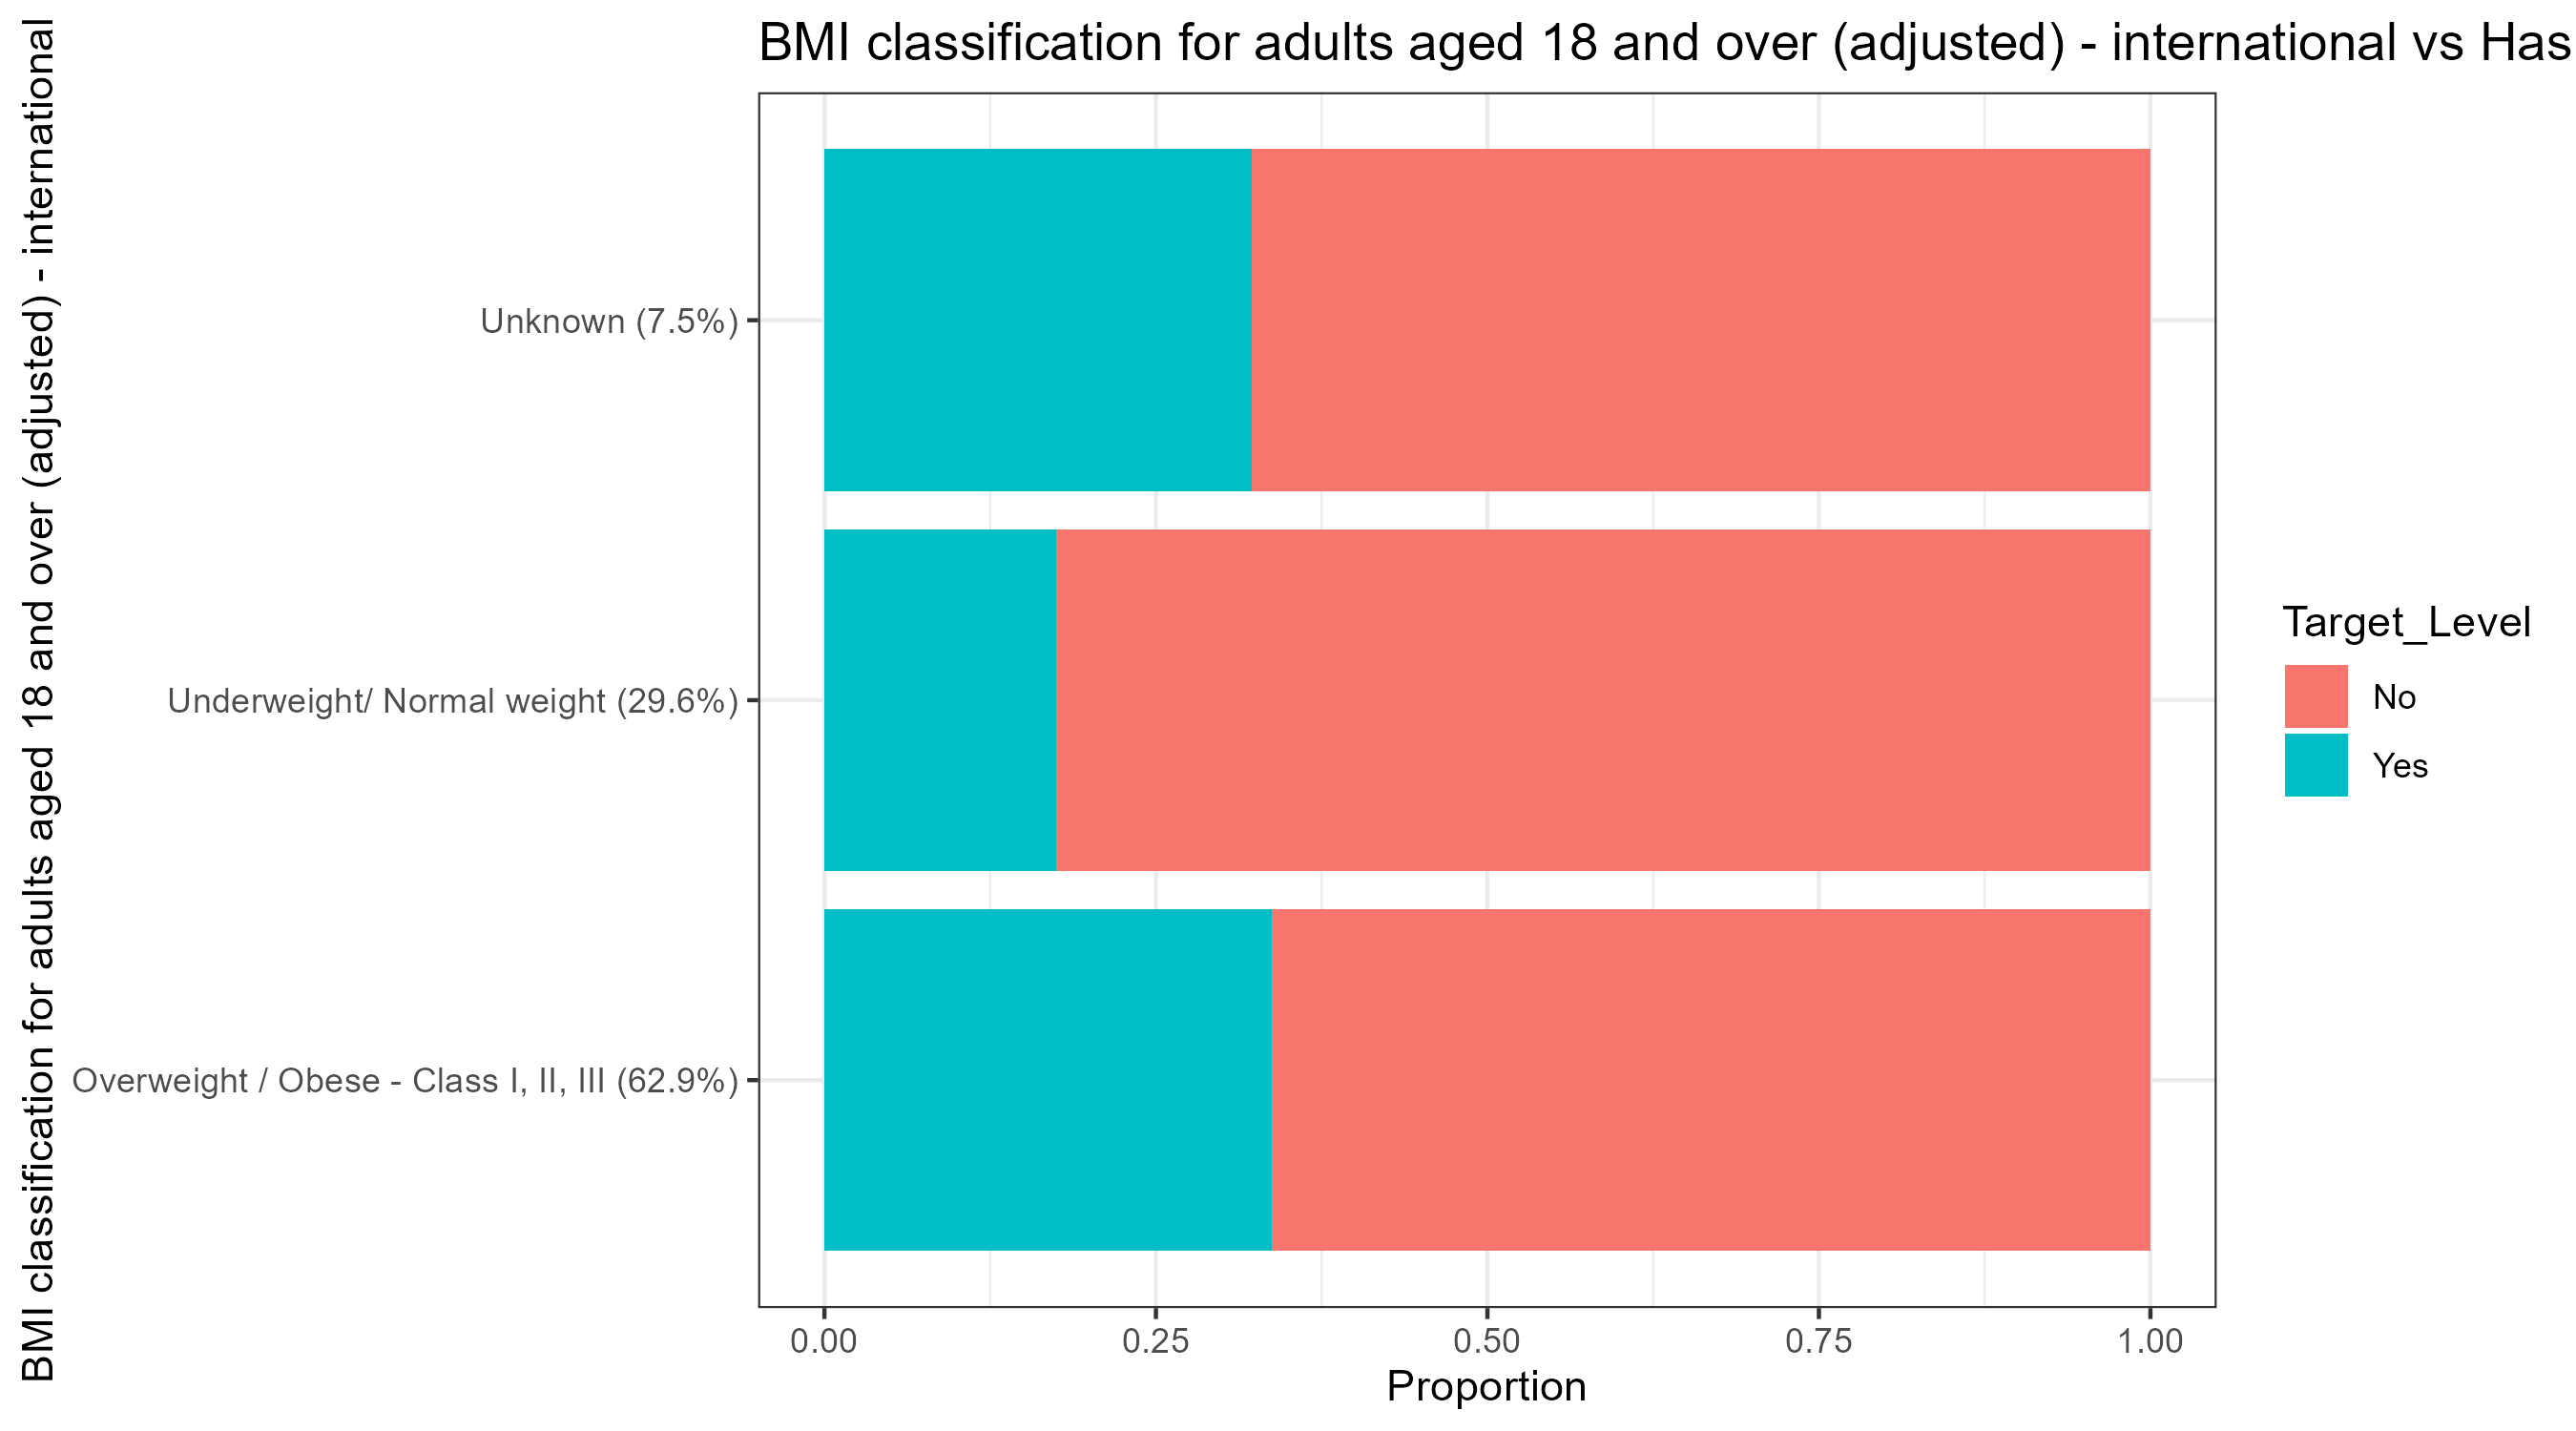 BMI classification for adults aged 18 and over (adjusted) - international vs Has
BMI classification for adults aged 18 and over (adjusted) - international
Unknown (7.5%)
Underweight/ Normal weight (29.6%)
Overweight / Obese - Class I, II, III (62.9%)
0.00 0.25 0.50 0.75 1.00
Proportion
Target_Level
No
Yes